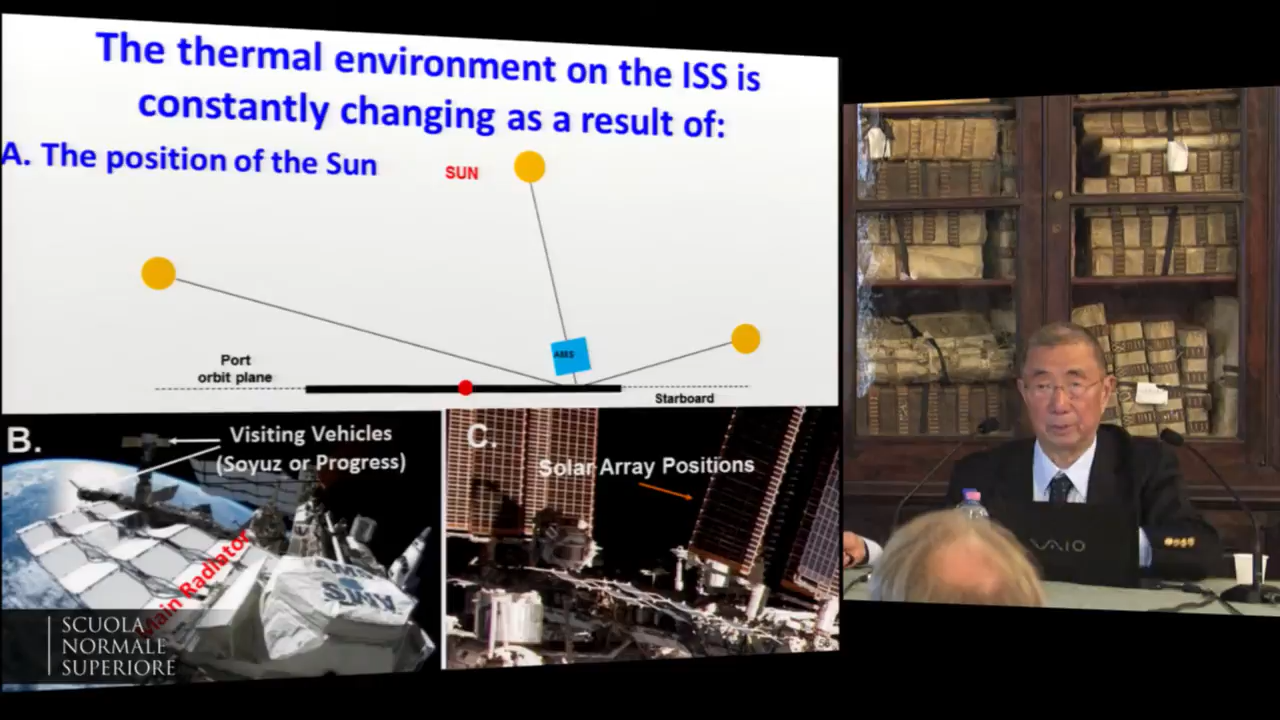 The thermal environment on the ISS is
constantly changing as a result of:
A. The position of the Sun
SUN
AMS
Port
orbit plane
Starboard
B.
Visiting Vehicles
(Soyuz or Progress)
Main Radiator
AMS
C.
Solar Array Positions
SCUOLA
NORMALE
SUPERIORE
VAIO